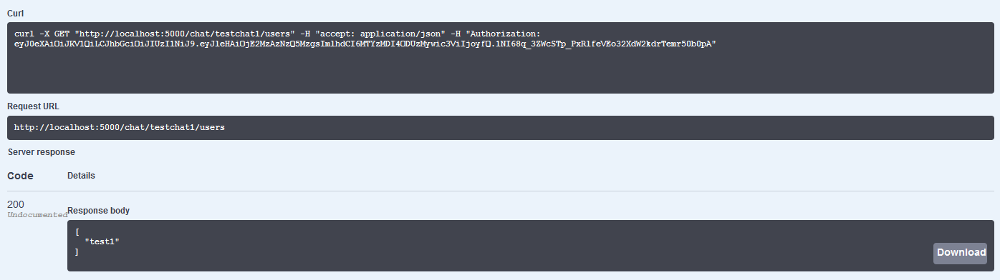 Curl
curl -X GET "http://localhost:5000/chat/testchat1/users" -H "accept: application/json" -H "Authorization:
eyJ0eXAiOiJKV1QiLCJhbGciOiJIUzI1NiJ9.eyJleHAiOjE2MzAzNzQ5MzgsImlhdCI6MTYzMDI4ODUzMywic3ViIjoyfQ.1NI68q_3ZWcSTp_PxRlfeVEo32XdW2kdrTemr50b0pA"
Request URL
http://localhost:5000/chat/testchat1/users
Server response
Code Details
200
Undocumented
Response body
[
"test1"
]
Download